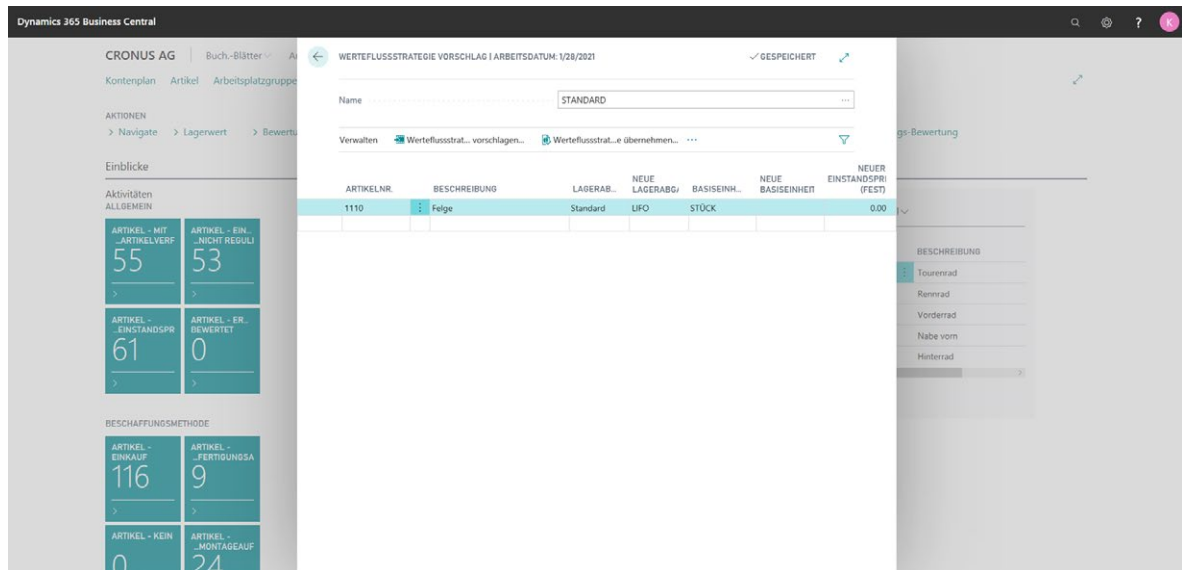 Dynamics 365 Business Central
K
CRONUS AG Buch.-Blätter
Kontenplan Artikel Arbeitsplatzgruppe
AKTIONEN
> Navigate > Lagerwert > Bewertu
gs-Bewertung
Einblicke
Aktivitäten
ALLGEMEIN
ARTIKEL - MIT
...ARTIKELVERF
55
ARTIKEL - EIN...
...NICHT REGULI
53
ARTIKEL -
...EINSTANDSPR
61
ARTIKEL - ER...
BEWERTET
0
BESCHAFFUNGSMETHODE
ARTIKEL -
EINKAUF
116
ARTIKEL -
...FERTIGUNGSA
9
ARTIKEL - KEIN
0
ARTIKEL -
...MONTAGEAUF
24
WERTEFLUSSSTRATEGIE VORSCHLAG | ARBEITSDATUM: 1/28/2021
✓ GESPEICHERT
Name STANDARD ...
Verwalten Werteflussstrat... vorschlagen... Werteflussstrat...e übernehmen... ...
ARTIKELNR. BESCHREIBUNG LAGERAB... NEUE LAGERABG/ BASISEINH... NEUE BASISEINHEIT NEUER EINSTANDSPRI (FEST)
1110 Felge Standard LIFO STÜCK 0.00
BESCHREIBUNG
Tourenrad
Rennrad
Vorderrad
Nabe vorn
Hinterrad